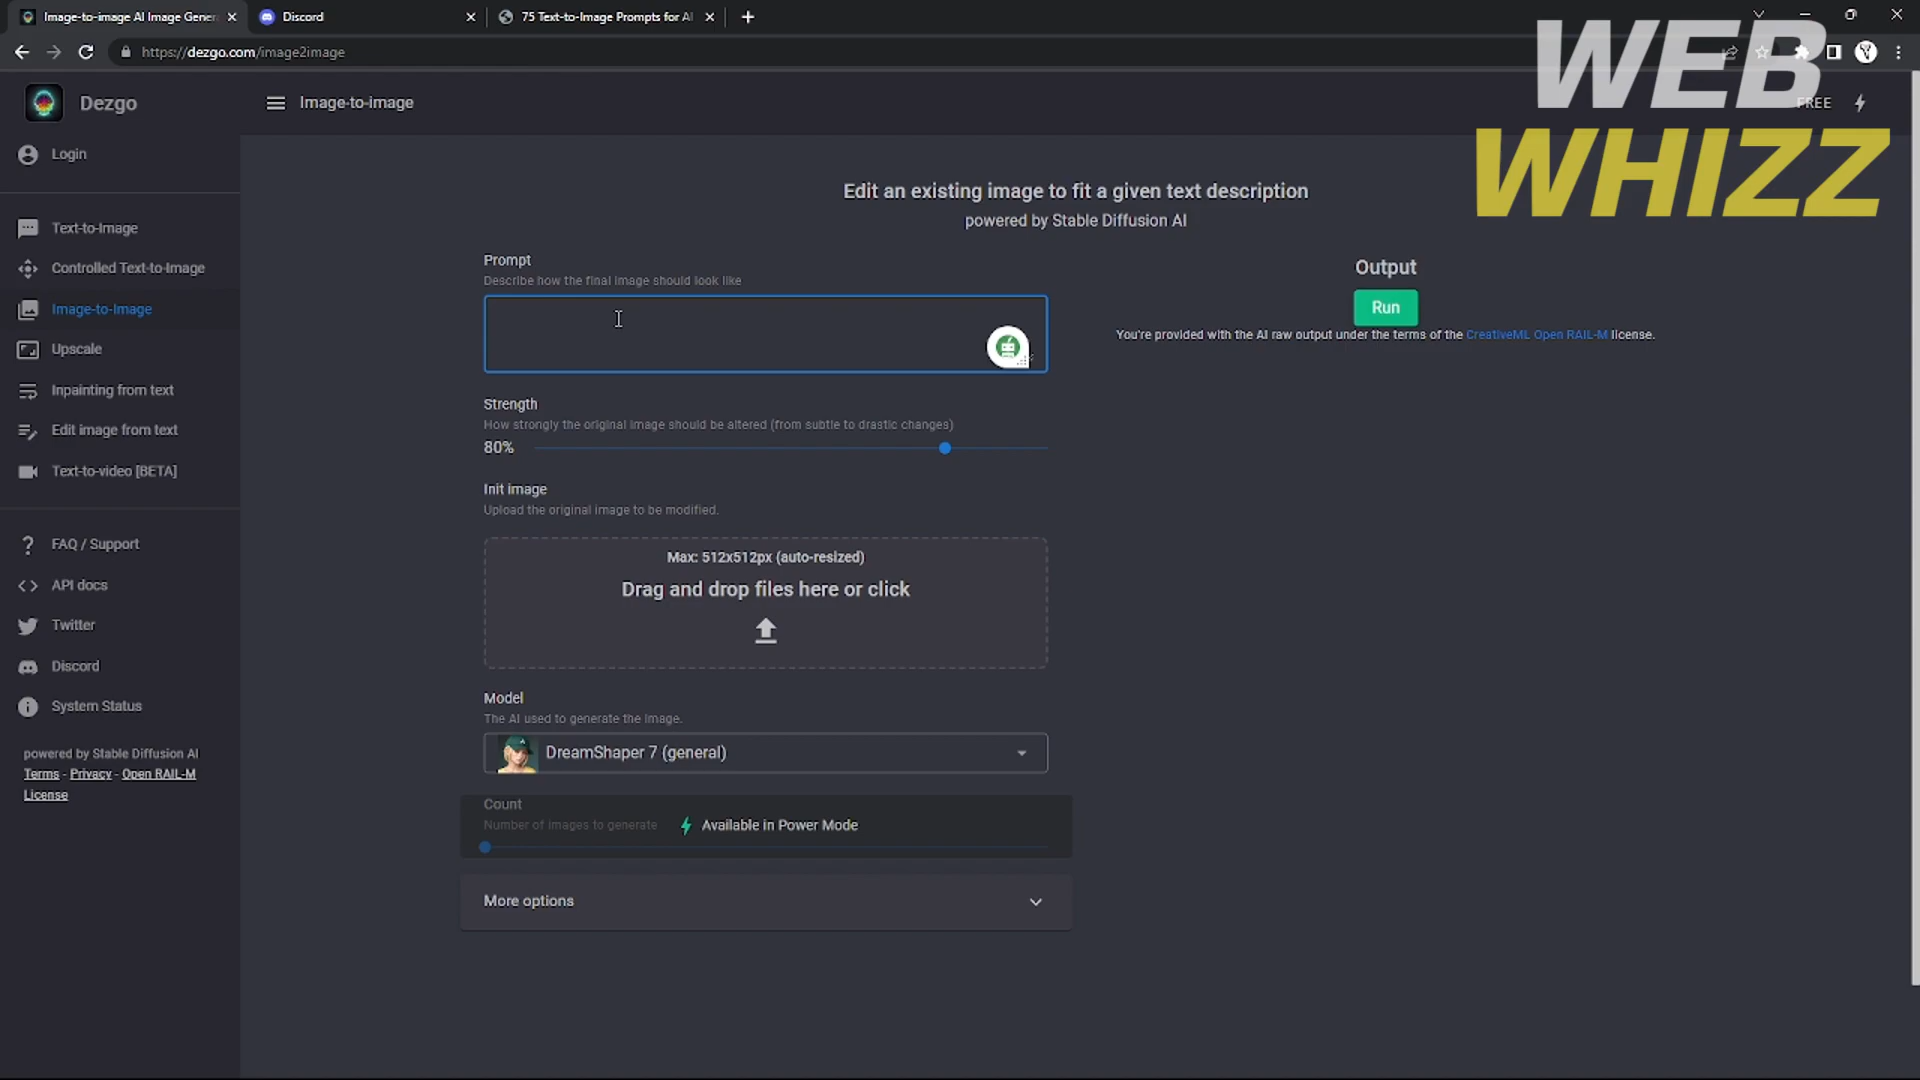 Image-to-image AI Image Gener
Discord
75 Text-to-Image Prompts for AI
https://dezgo.com/image2image
WEB
WHIZZ
Dezgo
Image-to-image
FREE
Login
Text-to-Image
Controlled Text-to-Image
Image-to-Image
Upscale
Inpainting from text
Edit image from text
Text-to-video [BETA]
FAQ / Support
API docs
Twitter
Discord
System Status
powered by Stable Diffusion AI
Terms - Privacy - Open RAIL-M
License
Edit an existing image to fit a given text description
powered by Stable Diffusion AI
Prompt
Describe how the final image should look like
Strength
How strongly the original image should be altered (from subtle to drastic changes)
80%
Init image
Upload the original image to be modified.
Max: 512x512px (auto-resized)
Drag and drop files here or click
Model
The AI used to generate the image.
DreamShaper 7 (general)
Count
Number of images to generate
Available in Power Mode
More options
Output
Run
You're provided with the AI raw output under the terms of the CreativeML Open RAIL-M license.